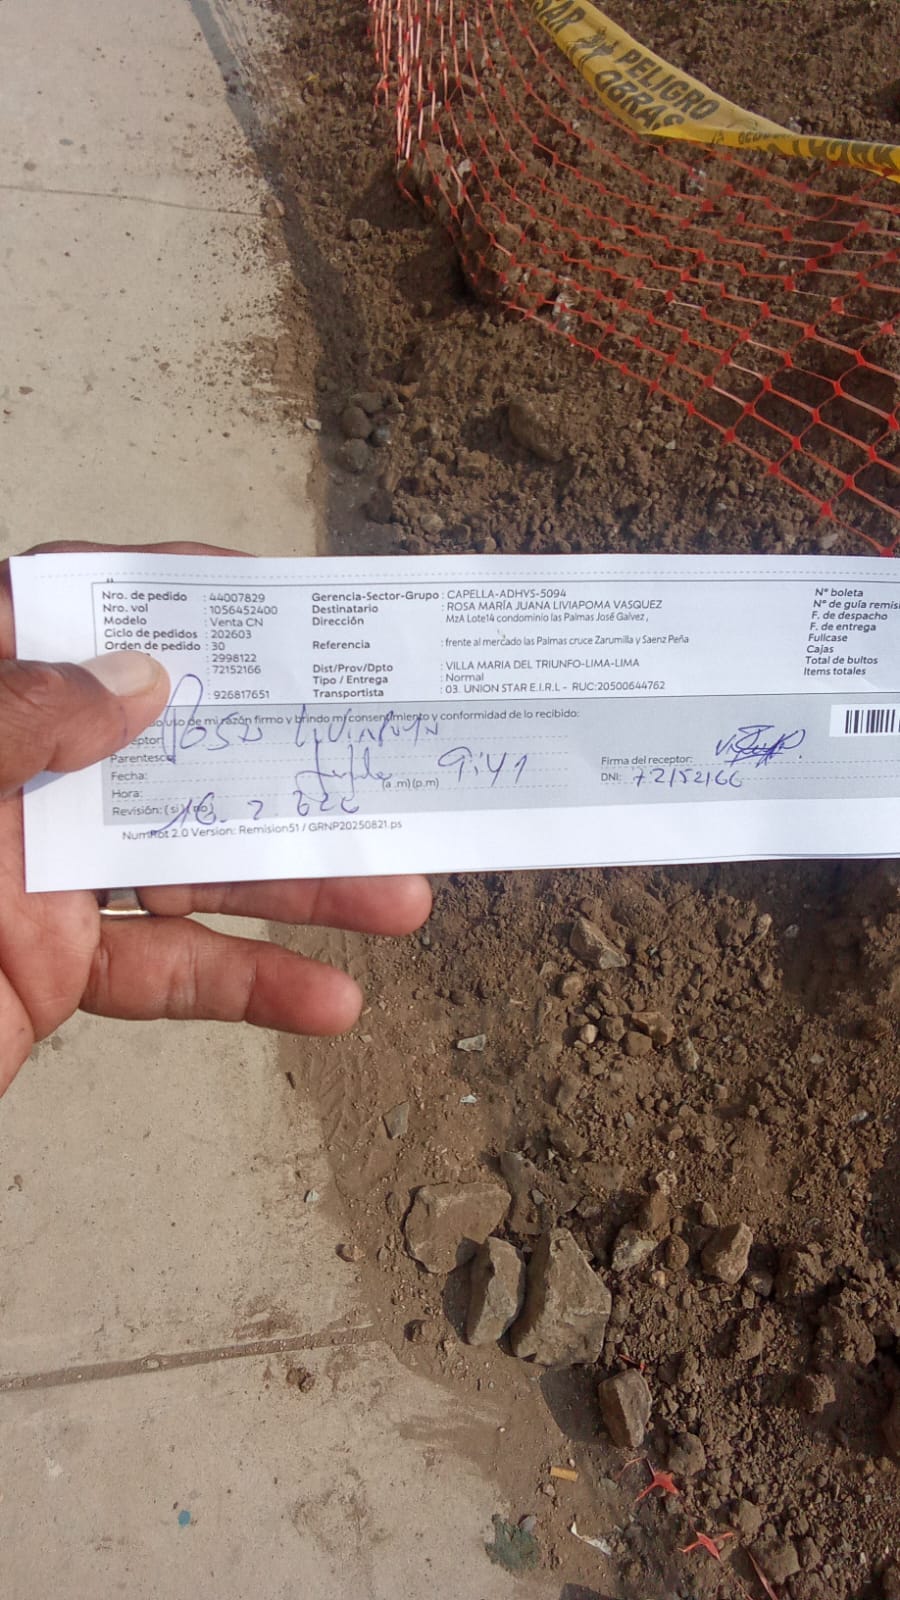 PELIGRO
OBRAS
Nro. de pedido : 44007829
Nro. vol : 1056452400
Modelo : Venta CN
Ciclo de pedidos : 202603
Orden de pedido : 30
: 2998122
: 72152166
: 926817651
Gerencia-Sector-Grupo : CAPELLA-ADHVS-5094
Destinatario : ROSA MARÍA JUANA LIVIAPOMA VASQUEZ
Dirección : MzA Lote14 condominio las Palmas José Galvez ,
Referencia : frente al mercado las Palmas cruce Zarumilla y Saenz Peña
Dist/Prov/Dpto : VILLA MARIA DEL TRIUNFO-LIMA-LIMA
Tipo / Entrega : Normal
Transportista : 03. UNION STAR E.I.R.L - RUC:20500644762
N° boleta
N° de guía remisi
F. de despacho
F. de entrega
Fullcase
Cajas
Total de bultos
Items totales
uso de mi razón firmo y brindo mi consentimiento y conformidad de lo recibido:
eptor
Parentesco
Fecha:
Hora: 9:41 (a.m)(p.m)
Revisión: (si) (no)
Firma del receptor:
DNI: 72152166
NumRot 2.0 Version: Remision51 / GRNP20250821.ps